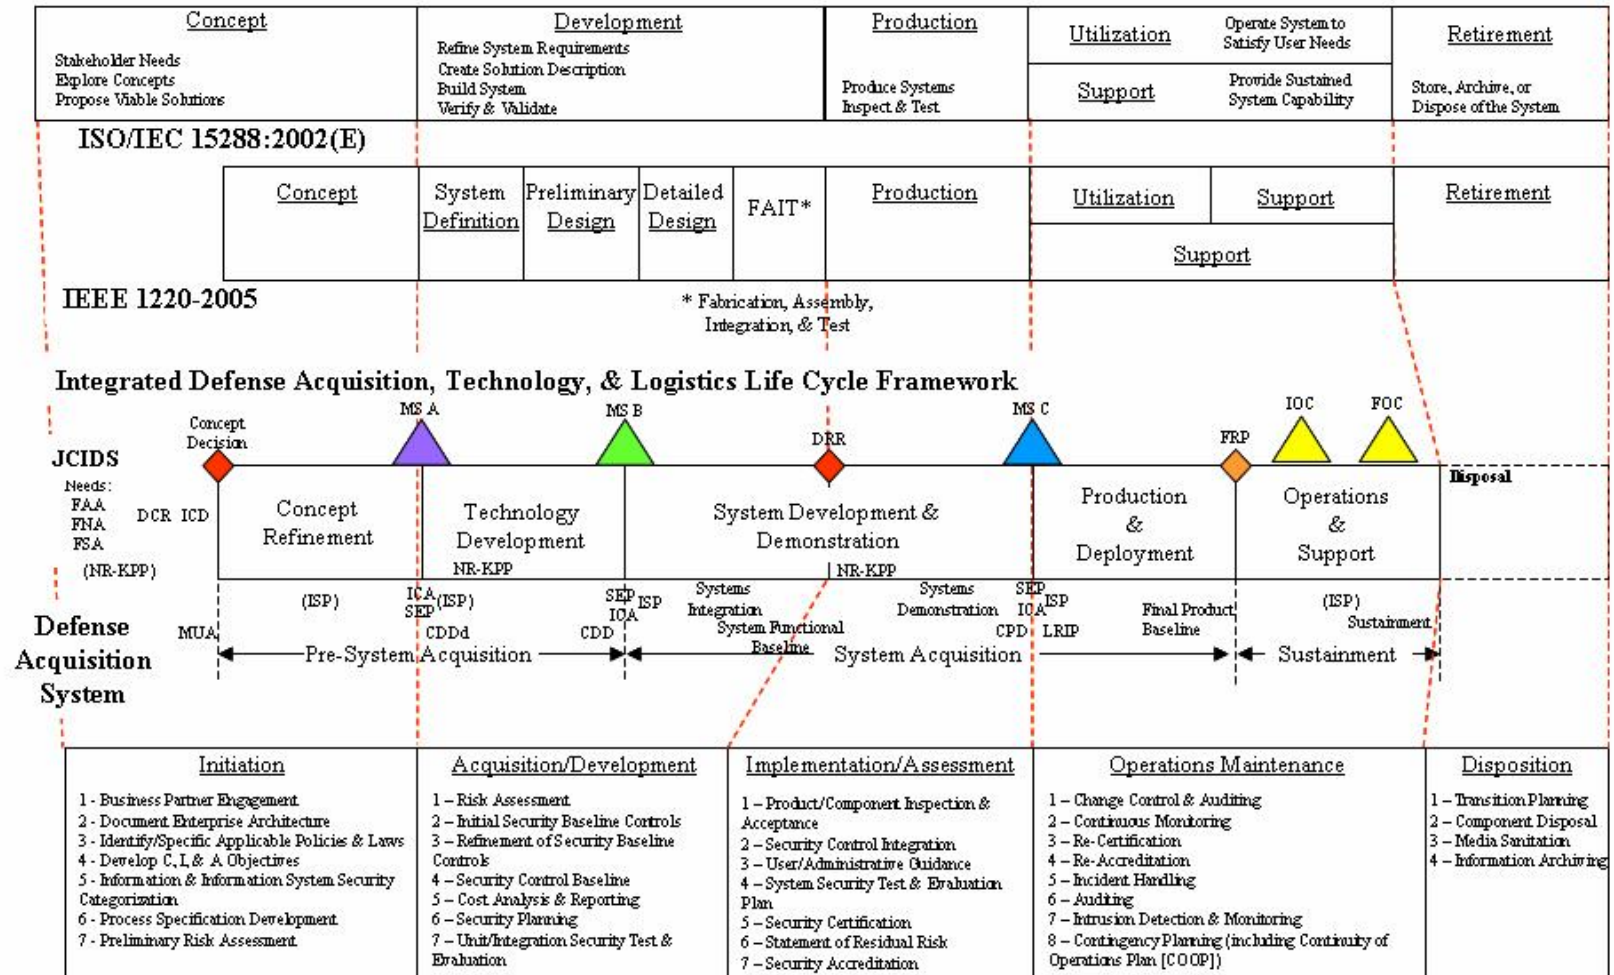 Concept
Stakeholder Needs
Explore Concepts
Propose Viable Solutions
Development
Refine System Requirements
Create Solution Description
Build System
Verify & Validate
Production
Produce Systems
Inspect & Test
Utilization
Operate System to
Satisfy User Needs
Support
Provide Sustained
System Capability
Retirement
Store, Archive, or
Dispose of the System
ISO/IEC 15288:2002(E)
Concept
System
Definition
Preliminary
Design
Detailed
Design
FAIT*
Production
Utilization
Support
Support
Retirement
IEEE 1220-2005
* Fabrication, Assembly,
Integration, & Test
Integrated Defense Acquisition, Technology, & Logistics Life Cycle Framework
Concept
Decision
MS A
MS B
DRR
MS C
FRP
IOC
FOC
JCIDS
Needs:
FAA
FNA
FSA
(NR-KPP)
DCR ICD
Concept
Refinement
Technology
Development
NR-KPP
System Development &
Demonstration
NR-KPP
Production
&
Deployment
Operations
&
Support
Disposal
Defense
Acquisition
System
MUA
(ISP)
ICA
SEP
(ISP)
CDDd
SEP
ICA
ISP
CDD
Systems
Integration
System Functional
Baseline
Systems
Demonstration
SEP
ICA
ISP
CPD
LRIP
Final Product
Baseline
(ISP)
Sustainment
Pre-System Acquisition
System Acquisition
Sustainment
Initiation
1 - Business Partner Engagement
2 - Document Enterprise Architecture
3 - Identify/Specific Applicable Policies & Laws
4 - Develop C, I, & A Objectives
5 - Information & Information System Security
Categorization
6 - Process Specification Development
7 - Preliminary Risk Assessment
Acquisition/Development
1 – Risk Assessment
2 – Initial Security Baseline Controls
3 – Refinement of Security Baseline
Controls
4 – Security Control Baseline
5 – Cost Analysis & Reporting
6 – Security Planning
7 – Unit/Integration Security Test &
Evaluation
Implementation/Assessment
1 – Product/Component Inspection &
Acceptance
2 – Security Control Integration
3 – User/Administrative Guidance
4 – System Security Test & Evaluation
Plan
5 – Security Certification
6 – Statement of Residual Risk
7 – Security Accreditation
Operations Maintenance
1 – Change Control & Auditing
2 – Continuous Monitoring
3 – Re-Certification
4 – Re-Accreditation
5 – Incident Handling
6 – Auditing
7 – Intrusion Detection & Monitoring
8 – Contingency Planning (including Continuity of
Operations Plan [COOP])
Disposition
1 – Transition Planning
2 – Component Disposal
3 – Media Sanitation
4 – Information Archiving